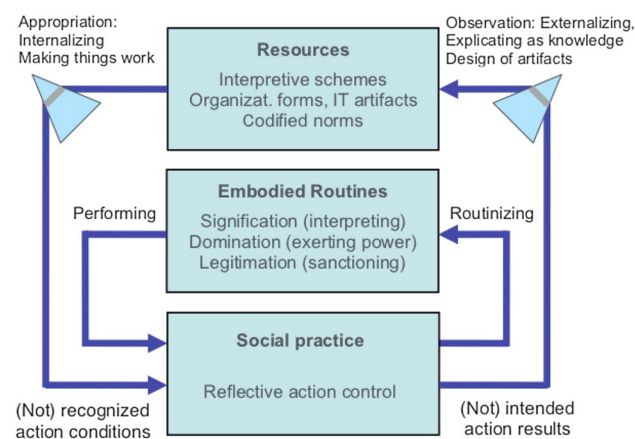 Appropriation:
Internalizing
Making things work
Observation: Externalizing,
Explicating as knowledge
Design of artifacts
Resources
Interpretive schemes
Organizat. forms, IT artifacts
Codified norms
Embodied Routines
Signification (interpreting)
Domination (exerting power)
Legitimation (sanctioning)
Performing
Routinizing
Social practice
Reflective action control
(Not) recognized
action conditions
(Not) intended
action results